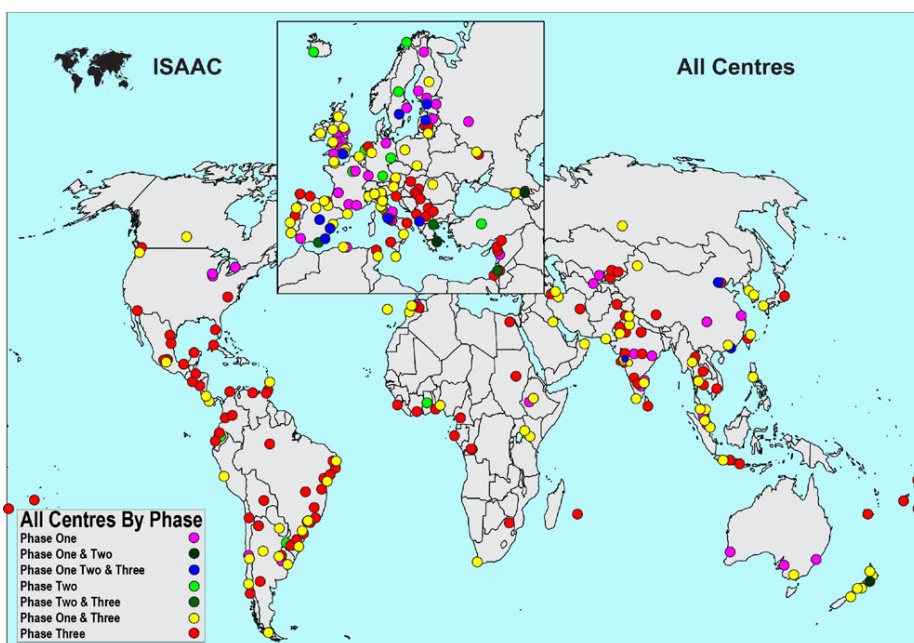 ISAAC
All Centres
All Centres By Phase
Phase One
Phase One & Two
Phase One Two & Three
Phase Two
Phase Two & Three
Phase One & Three
Phase Three